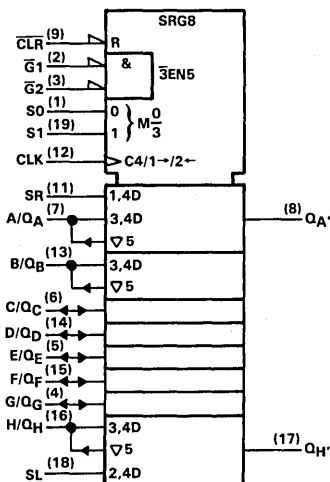 SRG8
CLR (9) R
G1 (2) &
G2 (3) 3EN5
S0 (1) 0 } M 0/3
S1 (19) 1
CLK (12) C4/1→/2←
SR (11) 1,4D
A/QA (7) 3,4D (8) QA'
▽5
B/QB (13) 3,4D
▽5
C/QC (6)
D/QD (14)
E/QE (5)
F/QF (15)
G/QG (4)
H/QH (16) 3,4D (17) QH'
▽5
SL (18) 2,4D